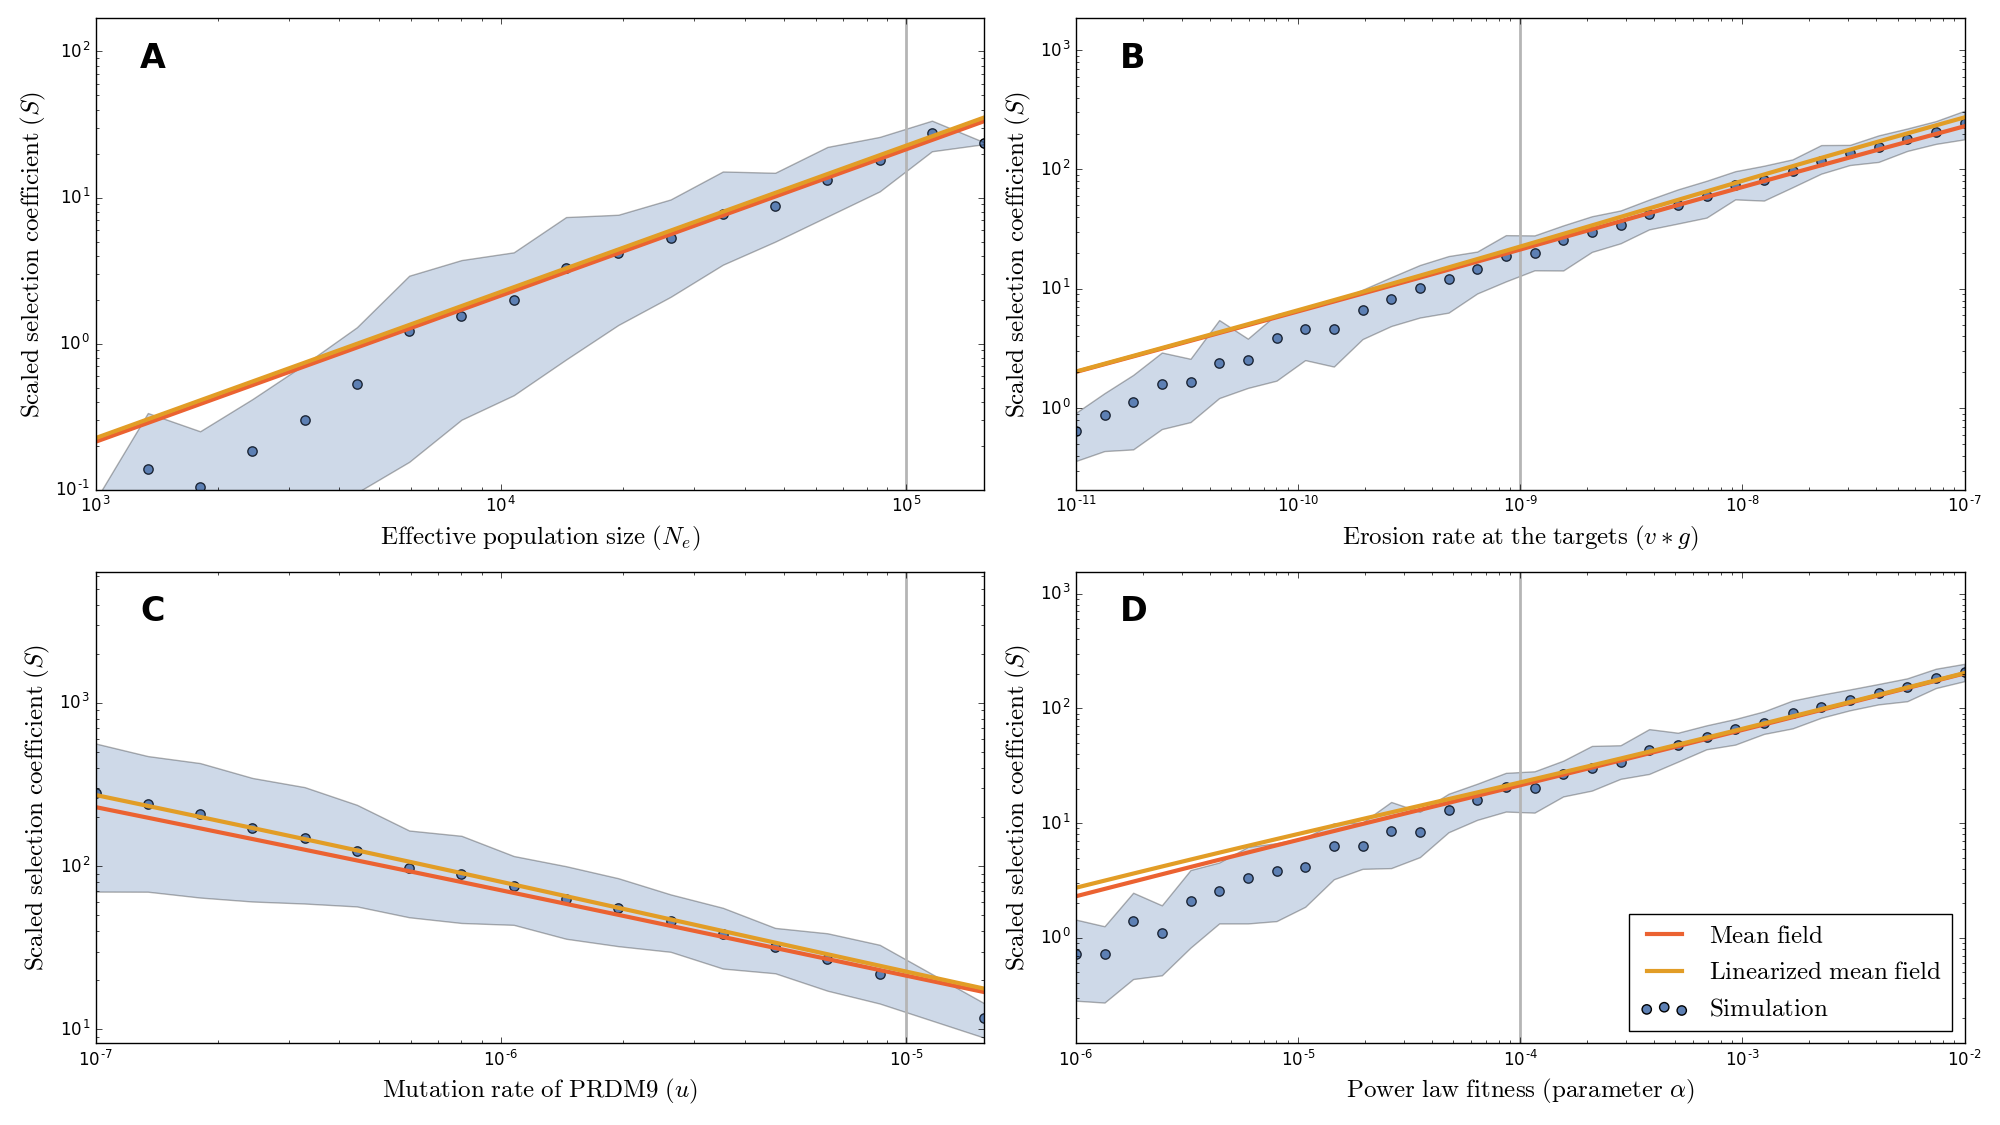 A
Scaled selection coefficient (S)
10²
10¹
10⁰
10⁻¹
10³ 10⁴ 10⁵
Effective population size (Nₑ)
B
Scaled selection coefficient (S)
10³
10²
10¹
10⁰
10⁻¹¹ 10⁻¹⁰ 10⁻⁹ 10⁻⁸ 10⁻⁷
Erosion rate at the targets (v ∗ g)
C
Scaled selection coefficient (S)
10³
10²
10¹
10⁻⁷ 10⁻⁶ 10⁻⁵
Mutation rate of PRDM9 (u)
D
Scaled selection coefficient (S)
10³
10²
10¹
10⁰
Mean field
Linearized mean field
Simulation
10⁻⁶ 10⁻⁵ 10⁻⁴ 10⁻³ 10⁻²
Power law fitness (parameter α)